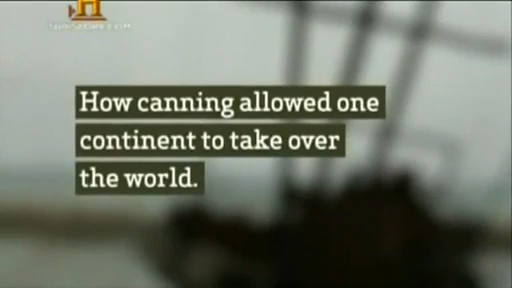 H
How canning allowed one
continent to take over
the world.